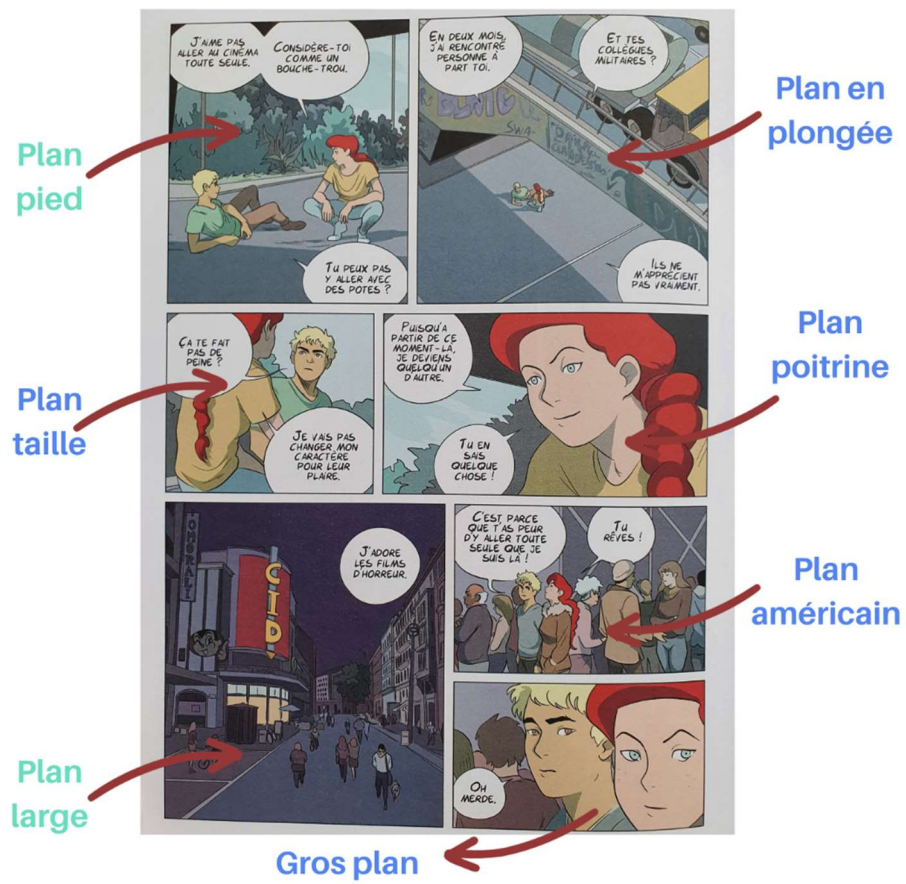 J'AIME PAS
ALLER AU CINÉMA
TOUTE SEULE.
CONSIDÈRE-TOI
COMME UN
BOUCHE-TROU.
TU PEUX PAS
Y ALLER AVEC
DES POTES ?
EN DEUX MOIS,
J'AI RENCONTRÉ
PERSONNE À
PART TOI.
ET TES
COLLÈGUES
MILITAIRES ?
ILS NE
M'APPRÉCIENT
PAS VRAIMENT.
Plan
pied
Plan en
plongée
ÇA TE FAIT
PAS DE
PEINE ?
JE VAIS PAS
CHANGER MON
CARACTÈRE
POUR LEUR
PLAIRE.
PUISQU'À
PARTIR DE CE
MOMENT-LÀ,
JE DEVIENS
QUELQU'UN
D'AUTRE.
TU EN
SAIS
QUELQUE
CHOSE !
Plan
taille
Plan
poitrine
J'ADORE
LES FILMS
D'HORREUR.
CID
C'EST PARCE
QUE T'AS PEUR
D'Y ALLER TOUTE
SEULE QUE JE
SUIS LÀ !
TU
RÊVES !
Plan
américain
OH
MERDE.
Plan
large
Gros plan